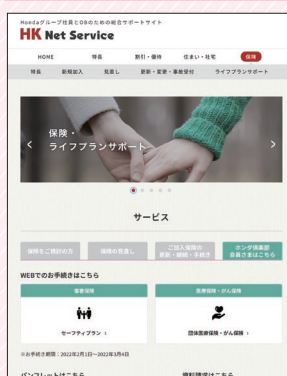 Hondaグループ社員とOBのための総合サポートサイト
HK Net Service
HOME 特長 割引・優待 住まい・社宅 保険
特長 新規加入 見直し 更新・変更・事故受付 ライフプランサポート
保険・
ライフプランサポート
サービス
保険をご検討の方 保険の見直し ご加入保険の
更新・継続・手続き ホンダ倶楽部
会員さまはこちら
WEBでのお手続きはこちら
傷害保険 医療保険・がん保険
セーフティプラン 団体医療保険・がん保険
※お手続き期間：2022年2月1日〜2022年3月4日
パンフレットはこちら 資料請求はこちら